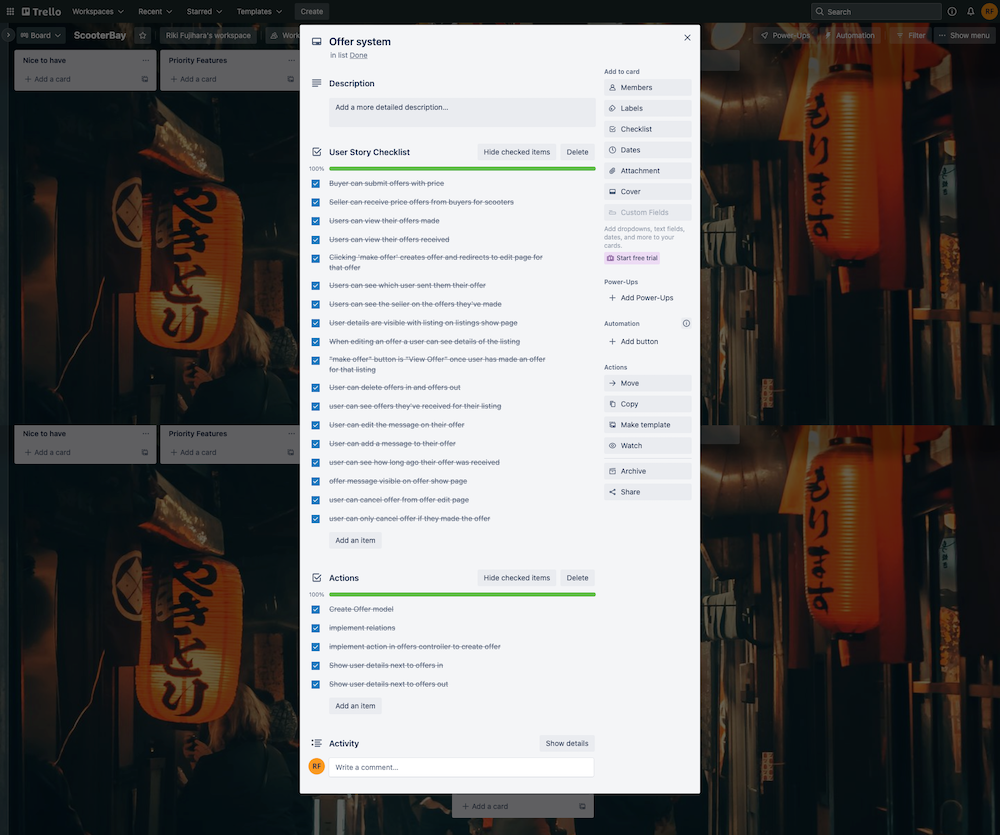 Trello
Workspaces
Recent
Starred
Templates
Create
Search
RF
Board
ScooterBay
Riki Fujihara's workspace
Work
Power-Ups
Automation
Filter
Show menu
Nice to have
Add a card
Priority Features
Add a card
Offer system
in list Done
Description
Add a more detailed description...
User Story Checklist
Hide checked items
Delete
100%
Buyer can submit offers with price
Seller can receive price offers from buyers for scooters
Users can view their offers made
Users can view their offers received
Clicking 'make offer' creates offer and redirects to edit page for
that offer
Users can see which user sent them their offer
Users can see the seller on the offers they've made
User details are visible with listing on listings show page
When editing an offer a user can see details of the listing
"make offer" button is "View Offer" once user has made an offer
for that listing
User can delete offers in and offers out
user can see offers they've received for their listing
User can edit the message on their offer
User can add a message to their offer
user can see how long ago their offer was received
offer message visible on offer show page
user can cancel offer from offer edit page
user can only cancel offer if they made the offer
Add an item
Actions
Hide checked items
Delete
100%
Create Offer model
implement relations
implement action in offers controller to create offer
Show user details next to offers in
Show user details next to offers out
Add an item
Activity
Show details
RF
Write a comment...
Add to card
Members
Labels
Checklist
Dates
Attachment
Cover
Custom Fields
Add dropdowns, text fields,
dates, and more to your
cards.
Start free trial
Power-Ups
Add Power-Ups
Automation
Add button
Actions
Move
Copy
Make template
Watch
Archive
Share
やきとり
もります
Nice to have
Add a card
Priority Features
Add a card
やきとり
もります
Add a card